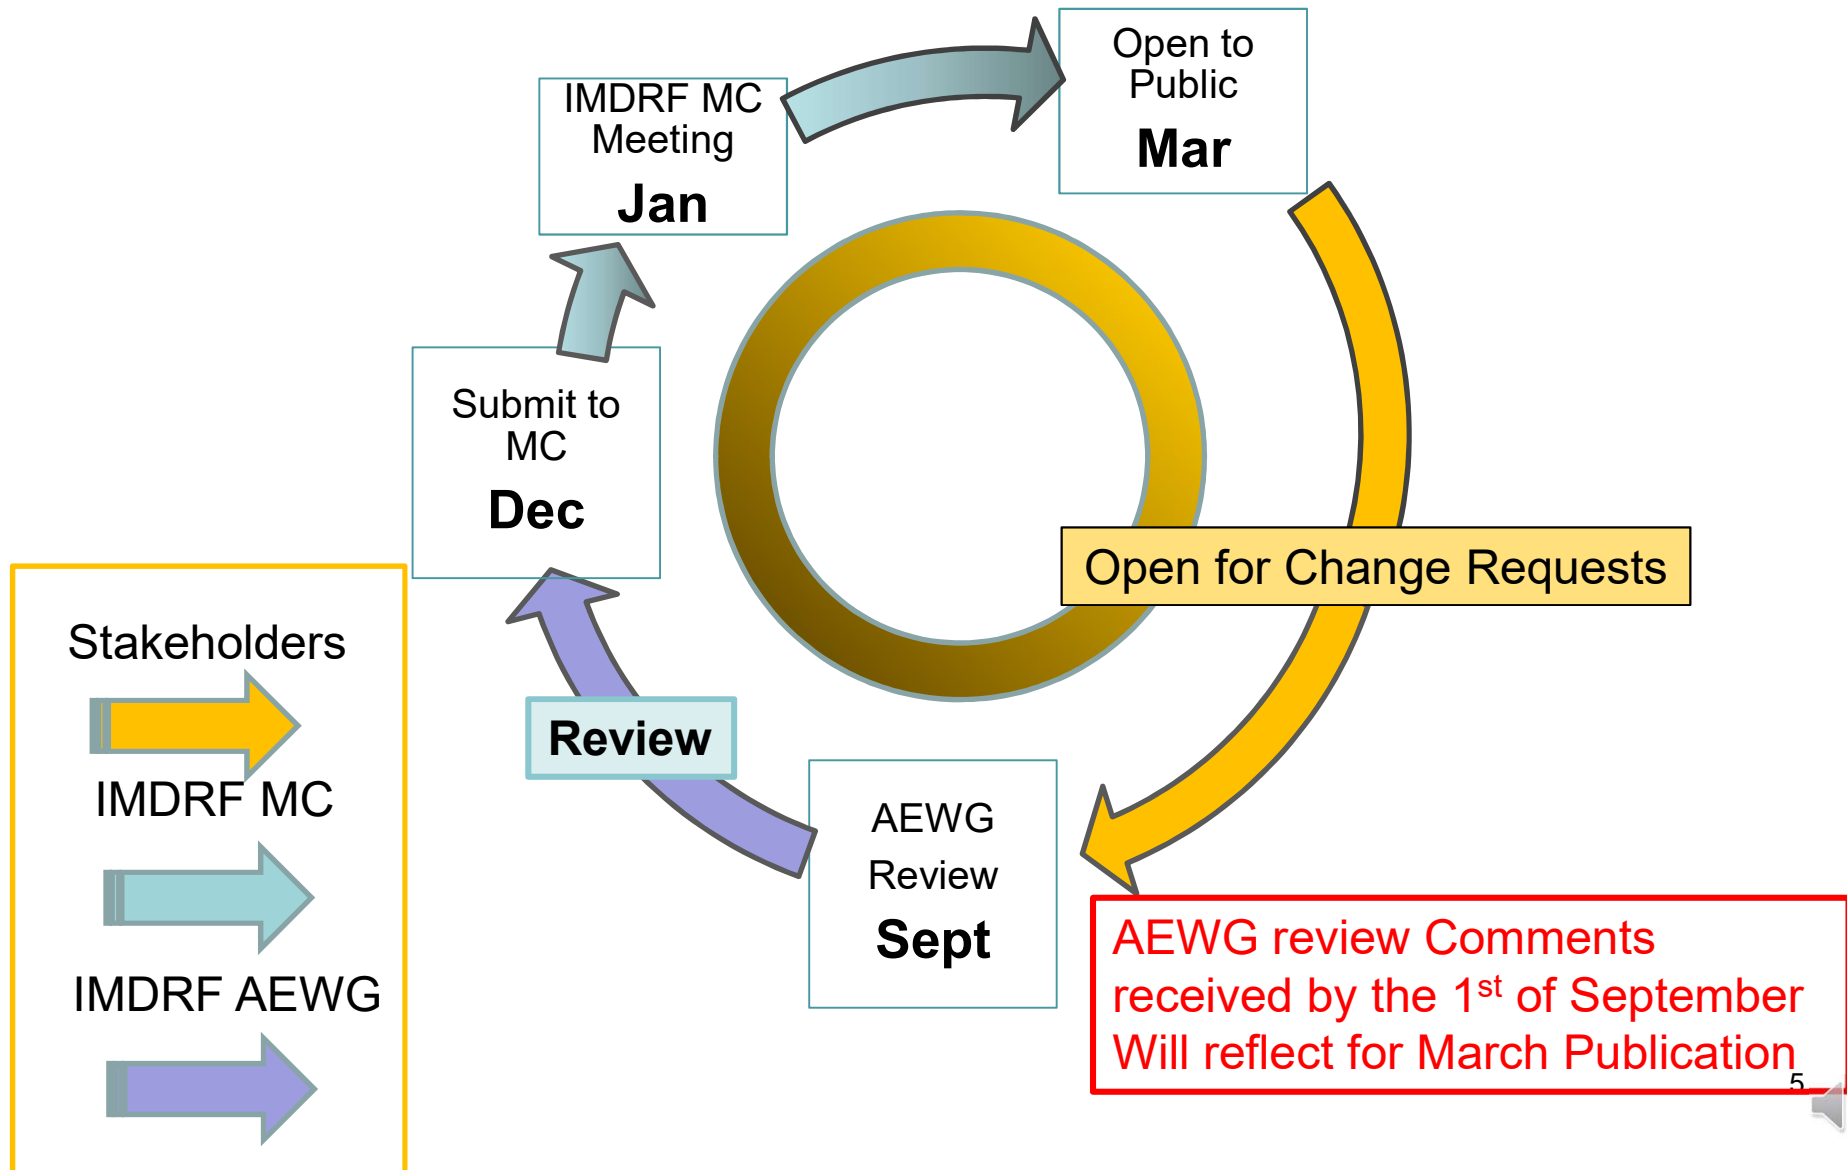 Open to
Public
Mar
IMDRF MC
Meeting
Jan
Submit to
MC
Dec
Open for Change Requests
Stakeholders
IMDRF MC
IMDRF AEWG
Review
AEWG
Review
Sept
AEWG review Comments
received by the 1st of September
Will reflect for March Publication
5